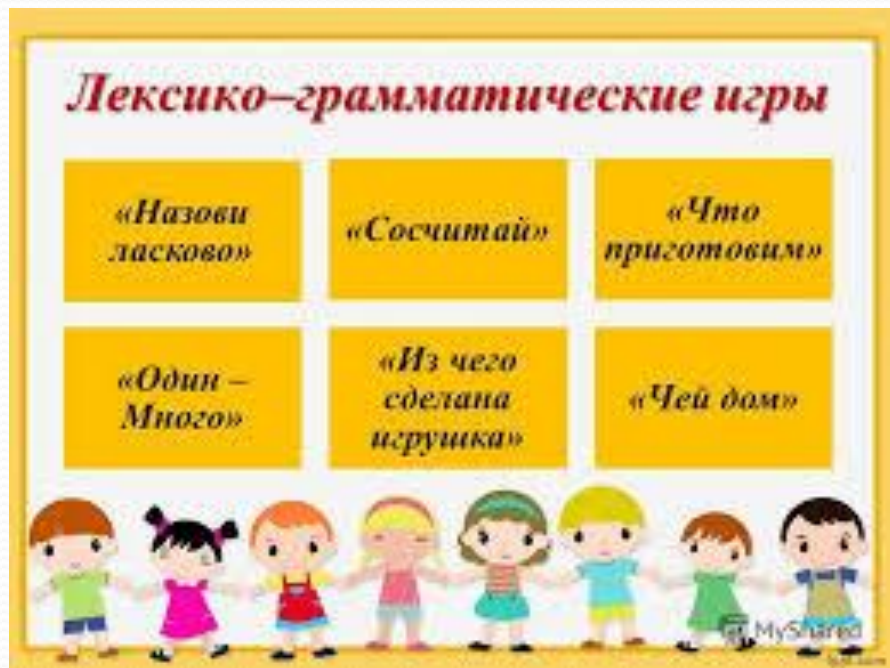 Лексико–грамматические игры
«Назови
ласково»
«Сосчитай»
«Что
приготовим»
«Один –
Много»
«Из чего
сделана
игрушка»
«Чей дом»
MyShared